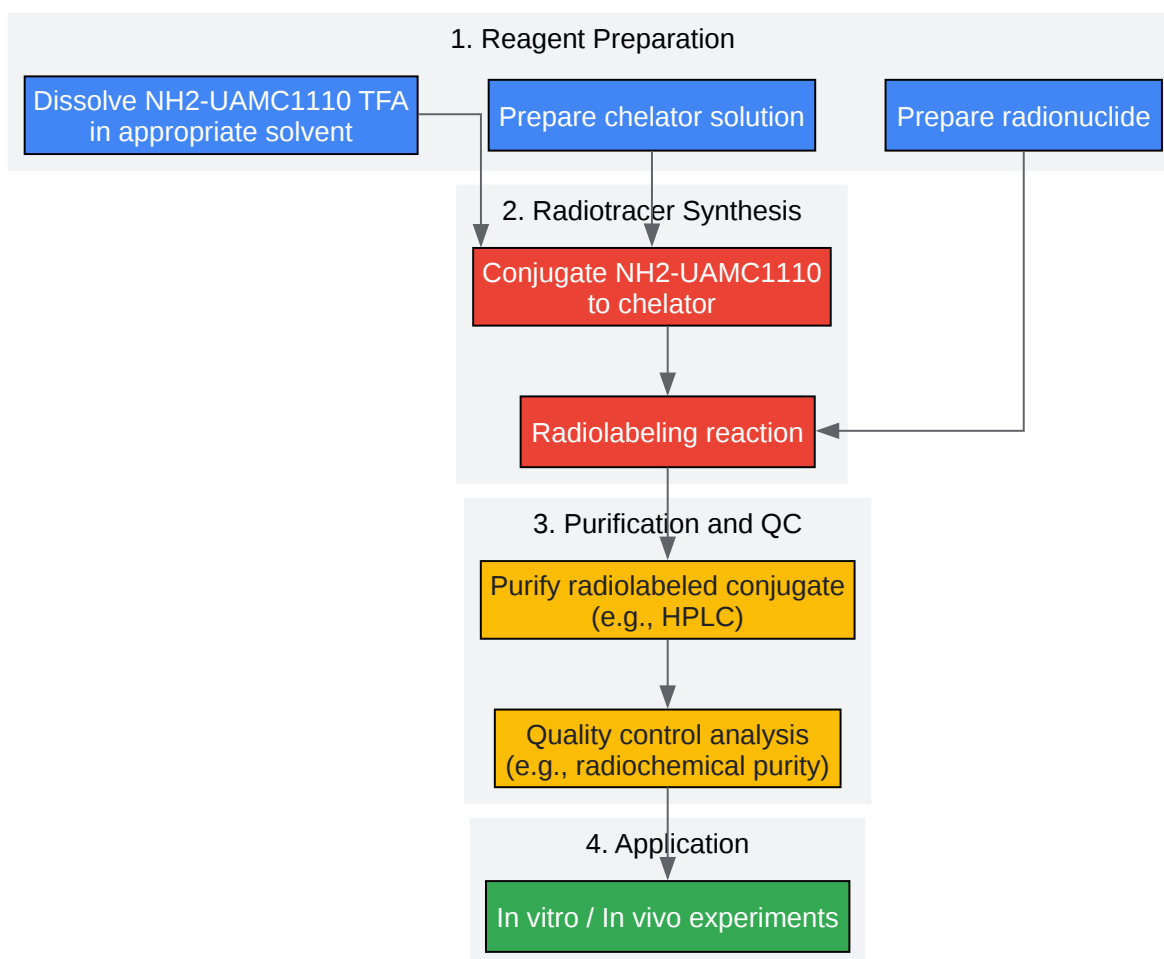 1. Reagent Preparation
Dissolve NH2-UAMC1110 TFA
in appropriate solvent
Prepare chelator solution
Prepare radionuclide
2. Radiotracer Synthesis
Conjugate NH2-UAMC1110
to chelator
Radiolabeling reaction
3. Purification and QC
Purify radiolabeled conjugate
(e.g., HPLC)
Quality control analysis
(e.g., radiochemical purity)
4. Application
In vitro / In vivo experiments